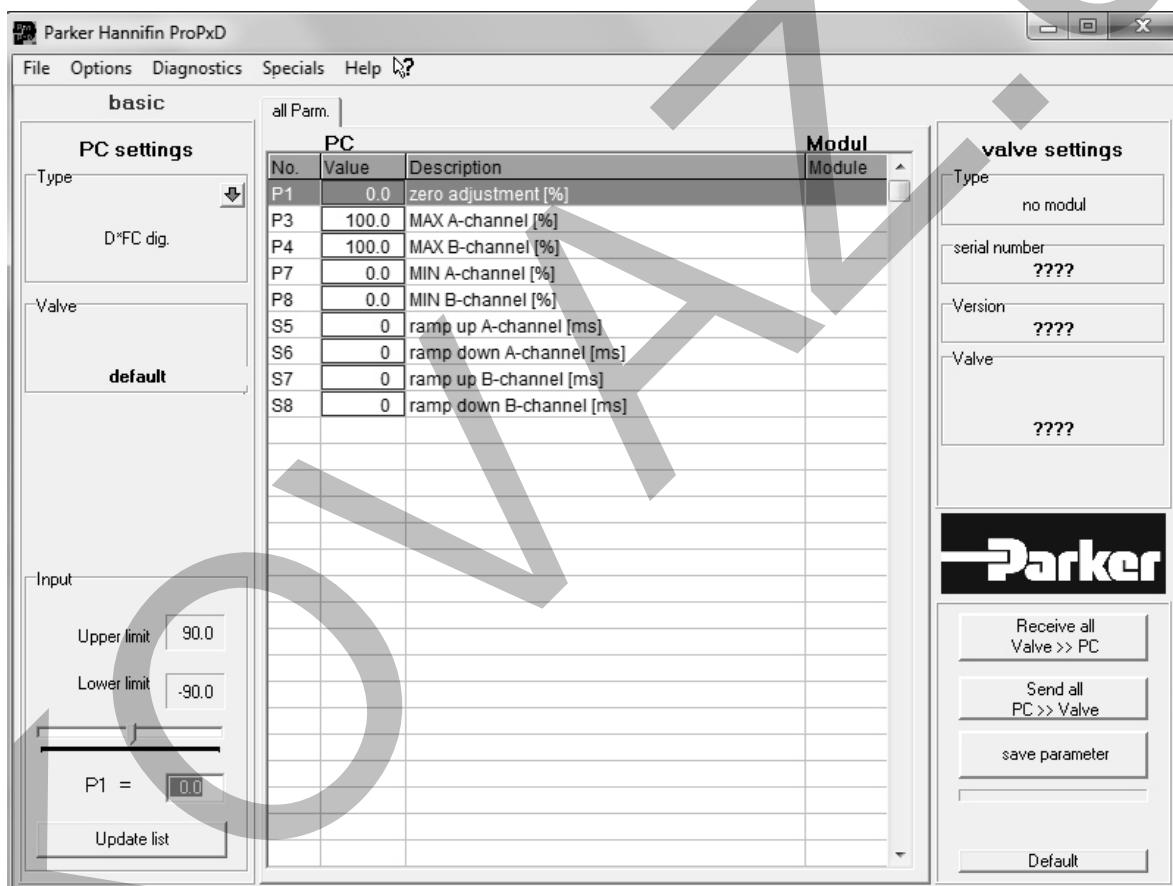 Parker Hannifin ProPxD
File Options Diagnostics Specials Help
basic
PC settings
Type
D*FC dig.
Valve
default
Input
Upper limit 90.0
Lower limit -90.0
P1 = 0.0
Update list
all Parm.
PC Modul
No. Value Description Module
P1 0.0 zero adjustment [%]
P3 100.0 MAX A-channel [%]
P4 100.0 MAX B-channel [%]
P7 0.0 MIN A-channel [%]
P8 0.0 MIN B-channel [%]
S5 0 ramp up A-channel [ms]
S6 0 ramp down A-channel [ms]
S7 0 ramp up B-channel [ms]
S8 0 ramp down B-channel [ms]
valve settings
Type
no modul
serial number
????
Version
????
Valve
????
Parker
Receive all
Valve >> PC
Send all
PC >> Valve
save parameter
Default
OVAZ.